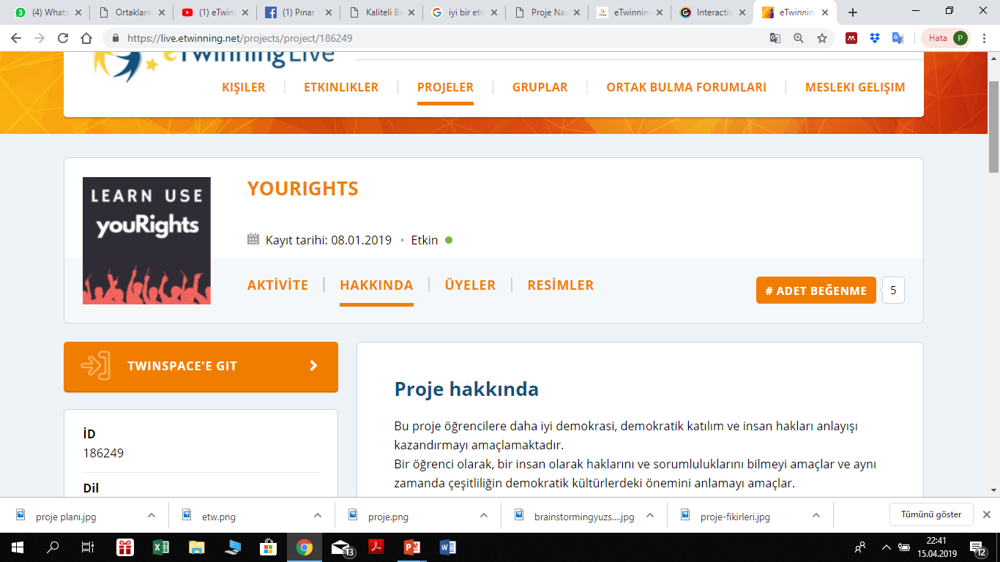 (4) Whats
Ortakların
(1) eTwin
(1) Pınar
Kaliteli Bi
iyi bir etw
Proje Nas
eTwinnin
Interactiv
eTwinnin
https://live.etwinning.net/projects/project/186249
Hata P
eTwinningLive
KIŞILER
ETKINLIKLER
PROJELER
GRUPLAR
ORTAK BULMA FORUMLARI
MESLEKI GELIŞIM
LEARN USE
youRights
YOURIGHTS
Kayıt tarihi: 08.01.2019 • Etkin
AKTİVİTE
HAKKINDA
ÜYELER
RESİMLER
# ADET BEĞENME 5
TWINSPACE'E GIT
İD
186249
Dil
Proje hakkında
Bu proje öğrencilere daha iyi demokrasi, demokratik katılım ve insan hakları anlayışı
kazandırmayı amaçlamaktadır.
Bir öğrenci olarak, bir insan olarak haklarını ve sorumluluklarını bilmeyi amaçlar ve aynı
zamanda çeşitliliğin demokratik kültürlerdeki önemini anlamayı amaçlar.
proje planı.jpg
etw.png
proje.png
brainstormingyuzs....jpg
proje-fikirleri.jpg
Tümünü göster
13
22:41
15.04.2019
12